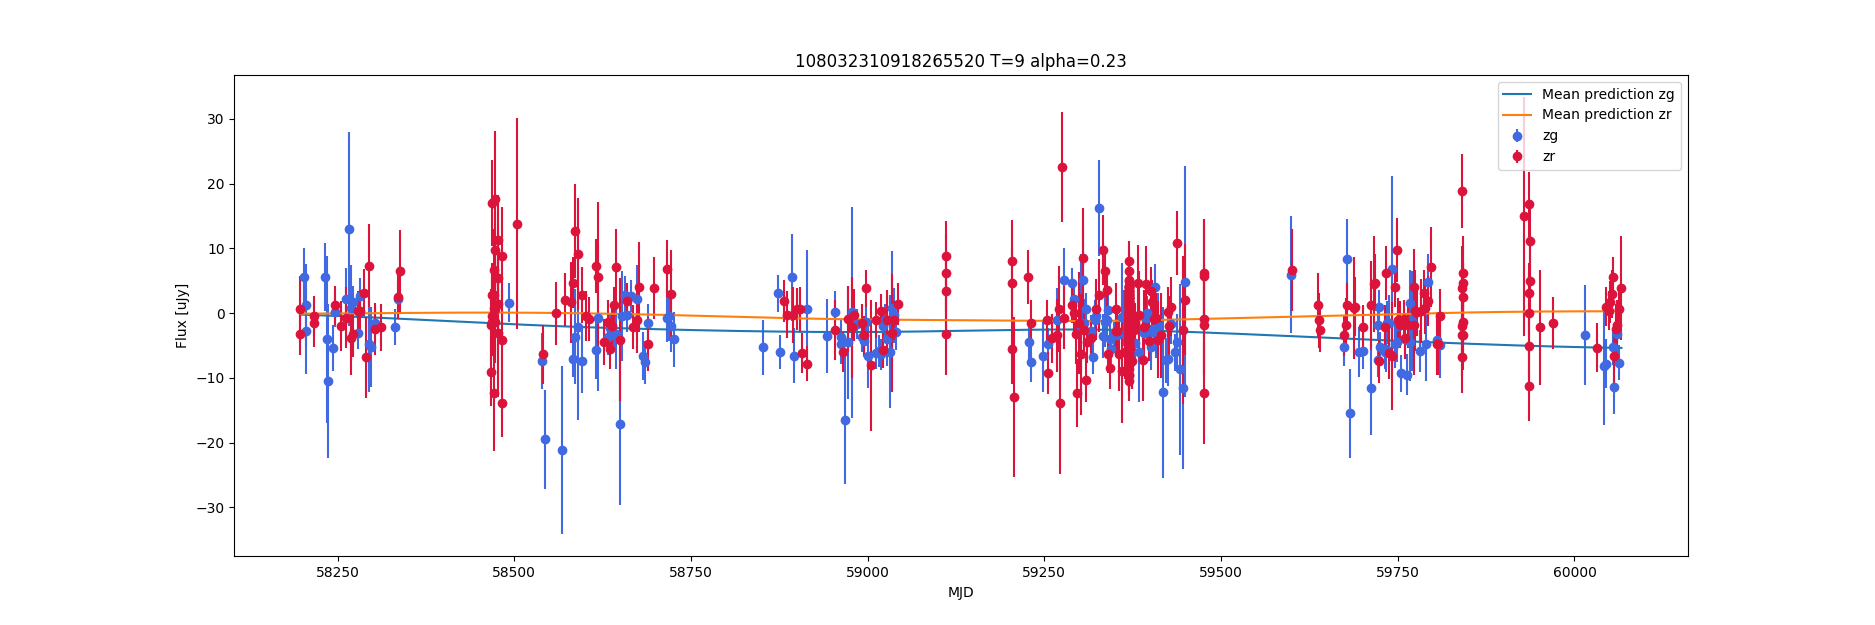 108032310918265520 T=9 alpha=0.23
Mean prediction zg
Mean prediction zr
zg
zr
Flux [uJy]
30
20
10
0
−10
−20
−30
58250
58500
58750
59000
59250
59500
59750
60000
MJD